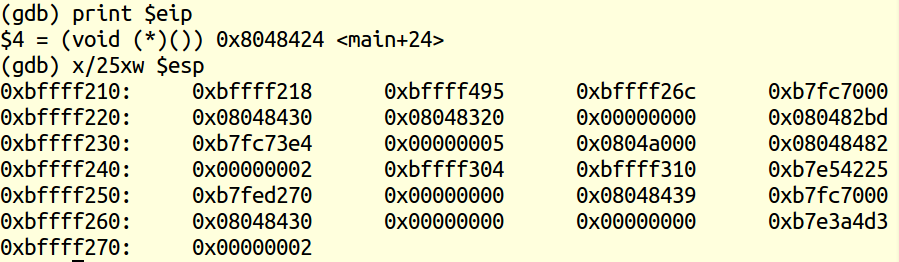 (gdb) print $eip
$4 = (void (*)()) 0x8048424 <main+24>
(gdb) x/25xw $esp
0xbffff210: 0xbffff218 0xbffff495 0xbffff26c 0xb7fc7000
0xbffff220: 0x08048430 0x08048320 0x00000000 0x080482bd
0xbffff230: 0xb7fc73e4 0x00000005 0x0804a000 0x08048482
0xbffff240: 0x00000002 0xbffff304 0xbffff310 0xb7e54225
0xbffff250: 0xb7fed270 0x00000000 0x08048439 0xb7fc7000
0xbffff260: 0x08048430 0x00000000 0x00000000 0xb7e3a4d3
0xbffff270: 0x00000002